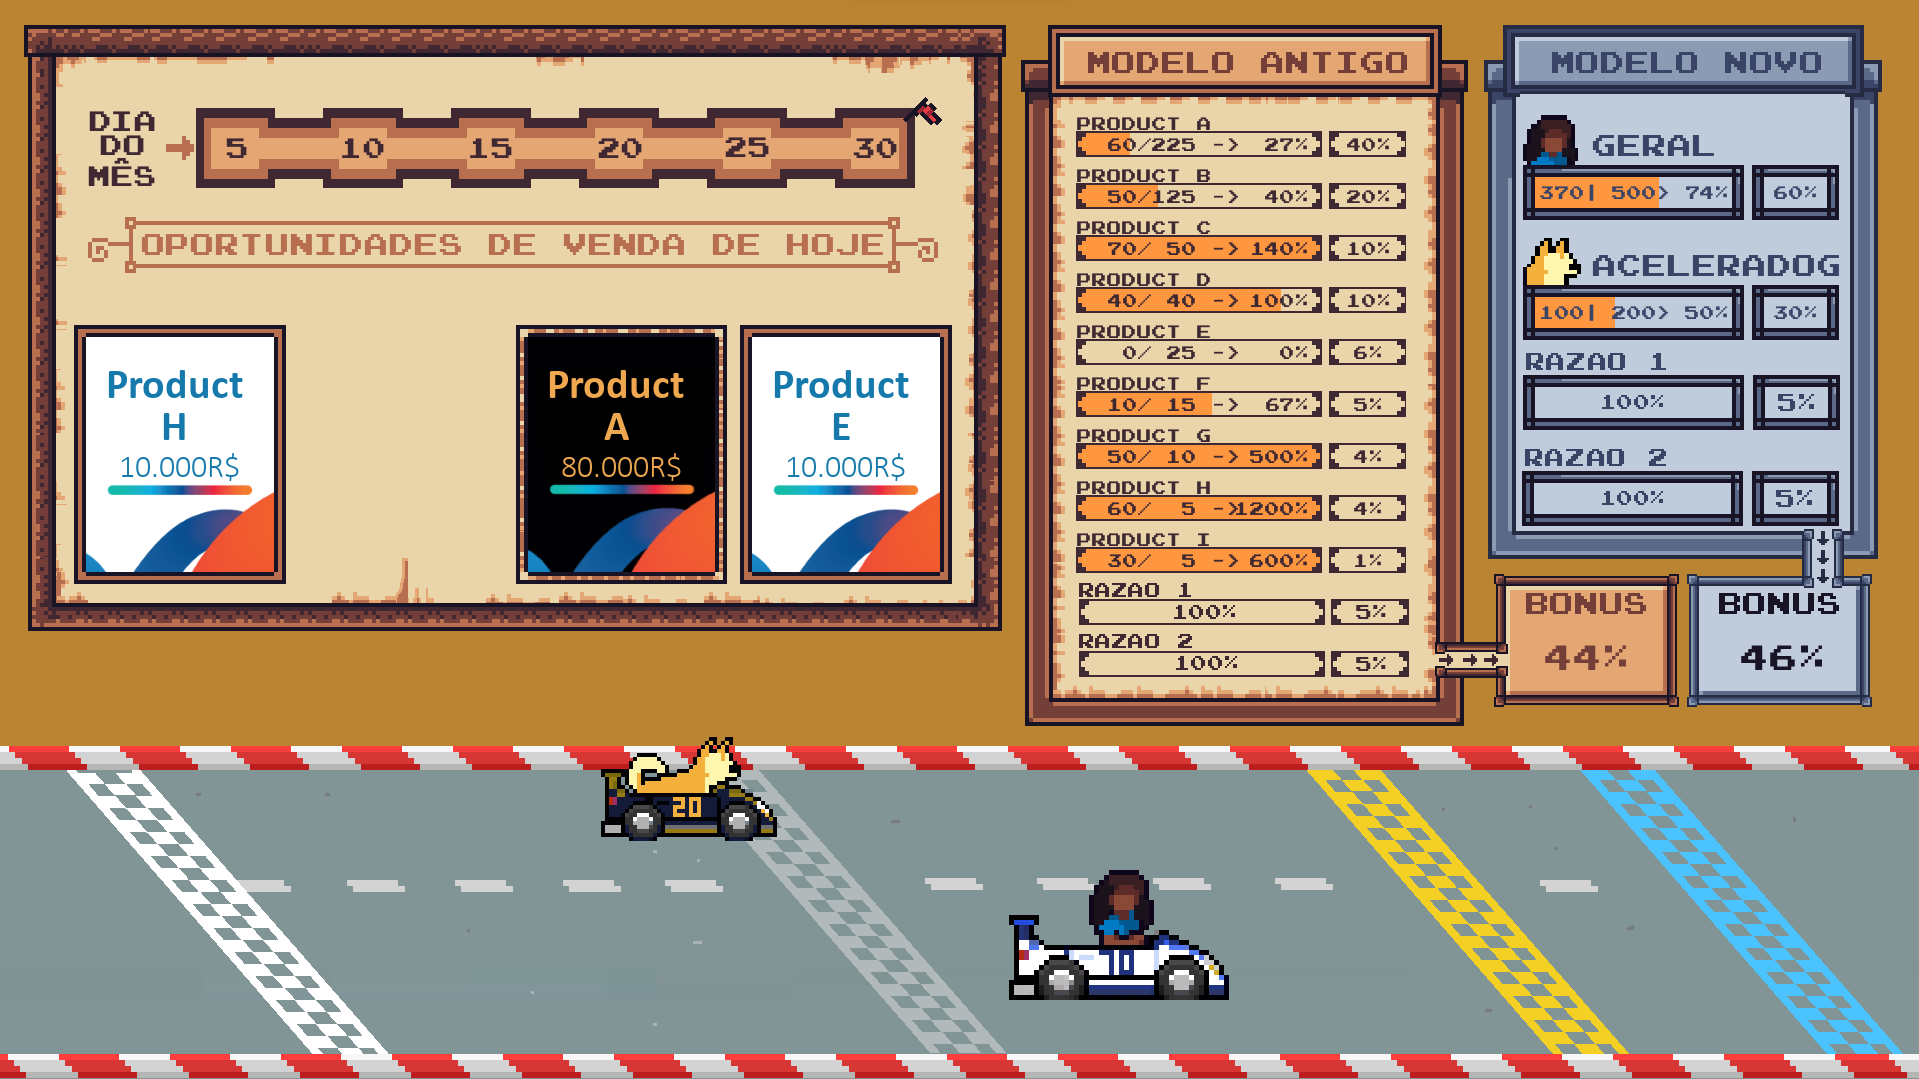 DIA
DO
MÊS
5 10 15 20 25 30
OPORTUNIDADES DE VENDA DE HOJE
Product
H
10.000R$
Product
A
80.000R$
Product
E
10.000R$
MODELO ANTIGO
PRODUCT A
60/225 -> 27% 40%
PRODUCT B
50/125 -> 40% 20%
PRODUCT C
70/ 50 -> 140% 10%
PRODUCT D
40/ 40 -> 100% 10%
PRODUCT E
0/ 25 -> 0% 6%
PRODUCT F
10/ 15 -> 67% 5%
PRODUCT G
50/ 10 -> 500% 4%
PRODUCT H
60/ 5 ->1200% 4%
PRODUCT I
30/ 5 -> 600% 1%
RAZAO 1
100% 5%
RAZAO 2
100% 5%
MODELO NOVO
GERAL
370| 500> 74% 60%
ACELERADOG
100| 200> 50% 30%
RAZAO 1
100% 5%
RAZAO 2
100% 5%
BONUS
44%
BONUS
46%
20
10